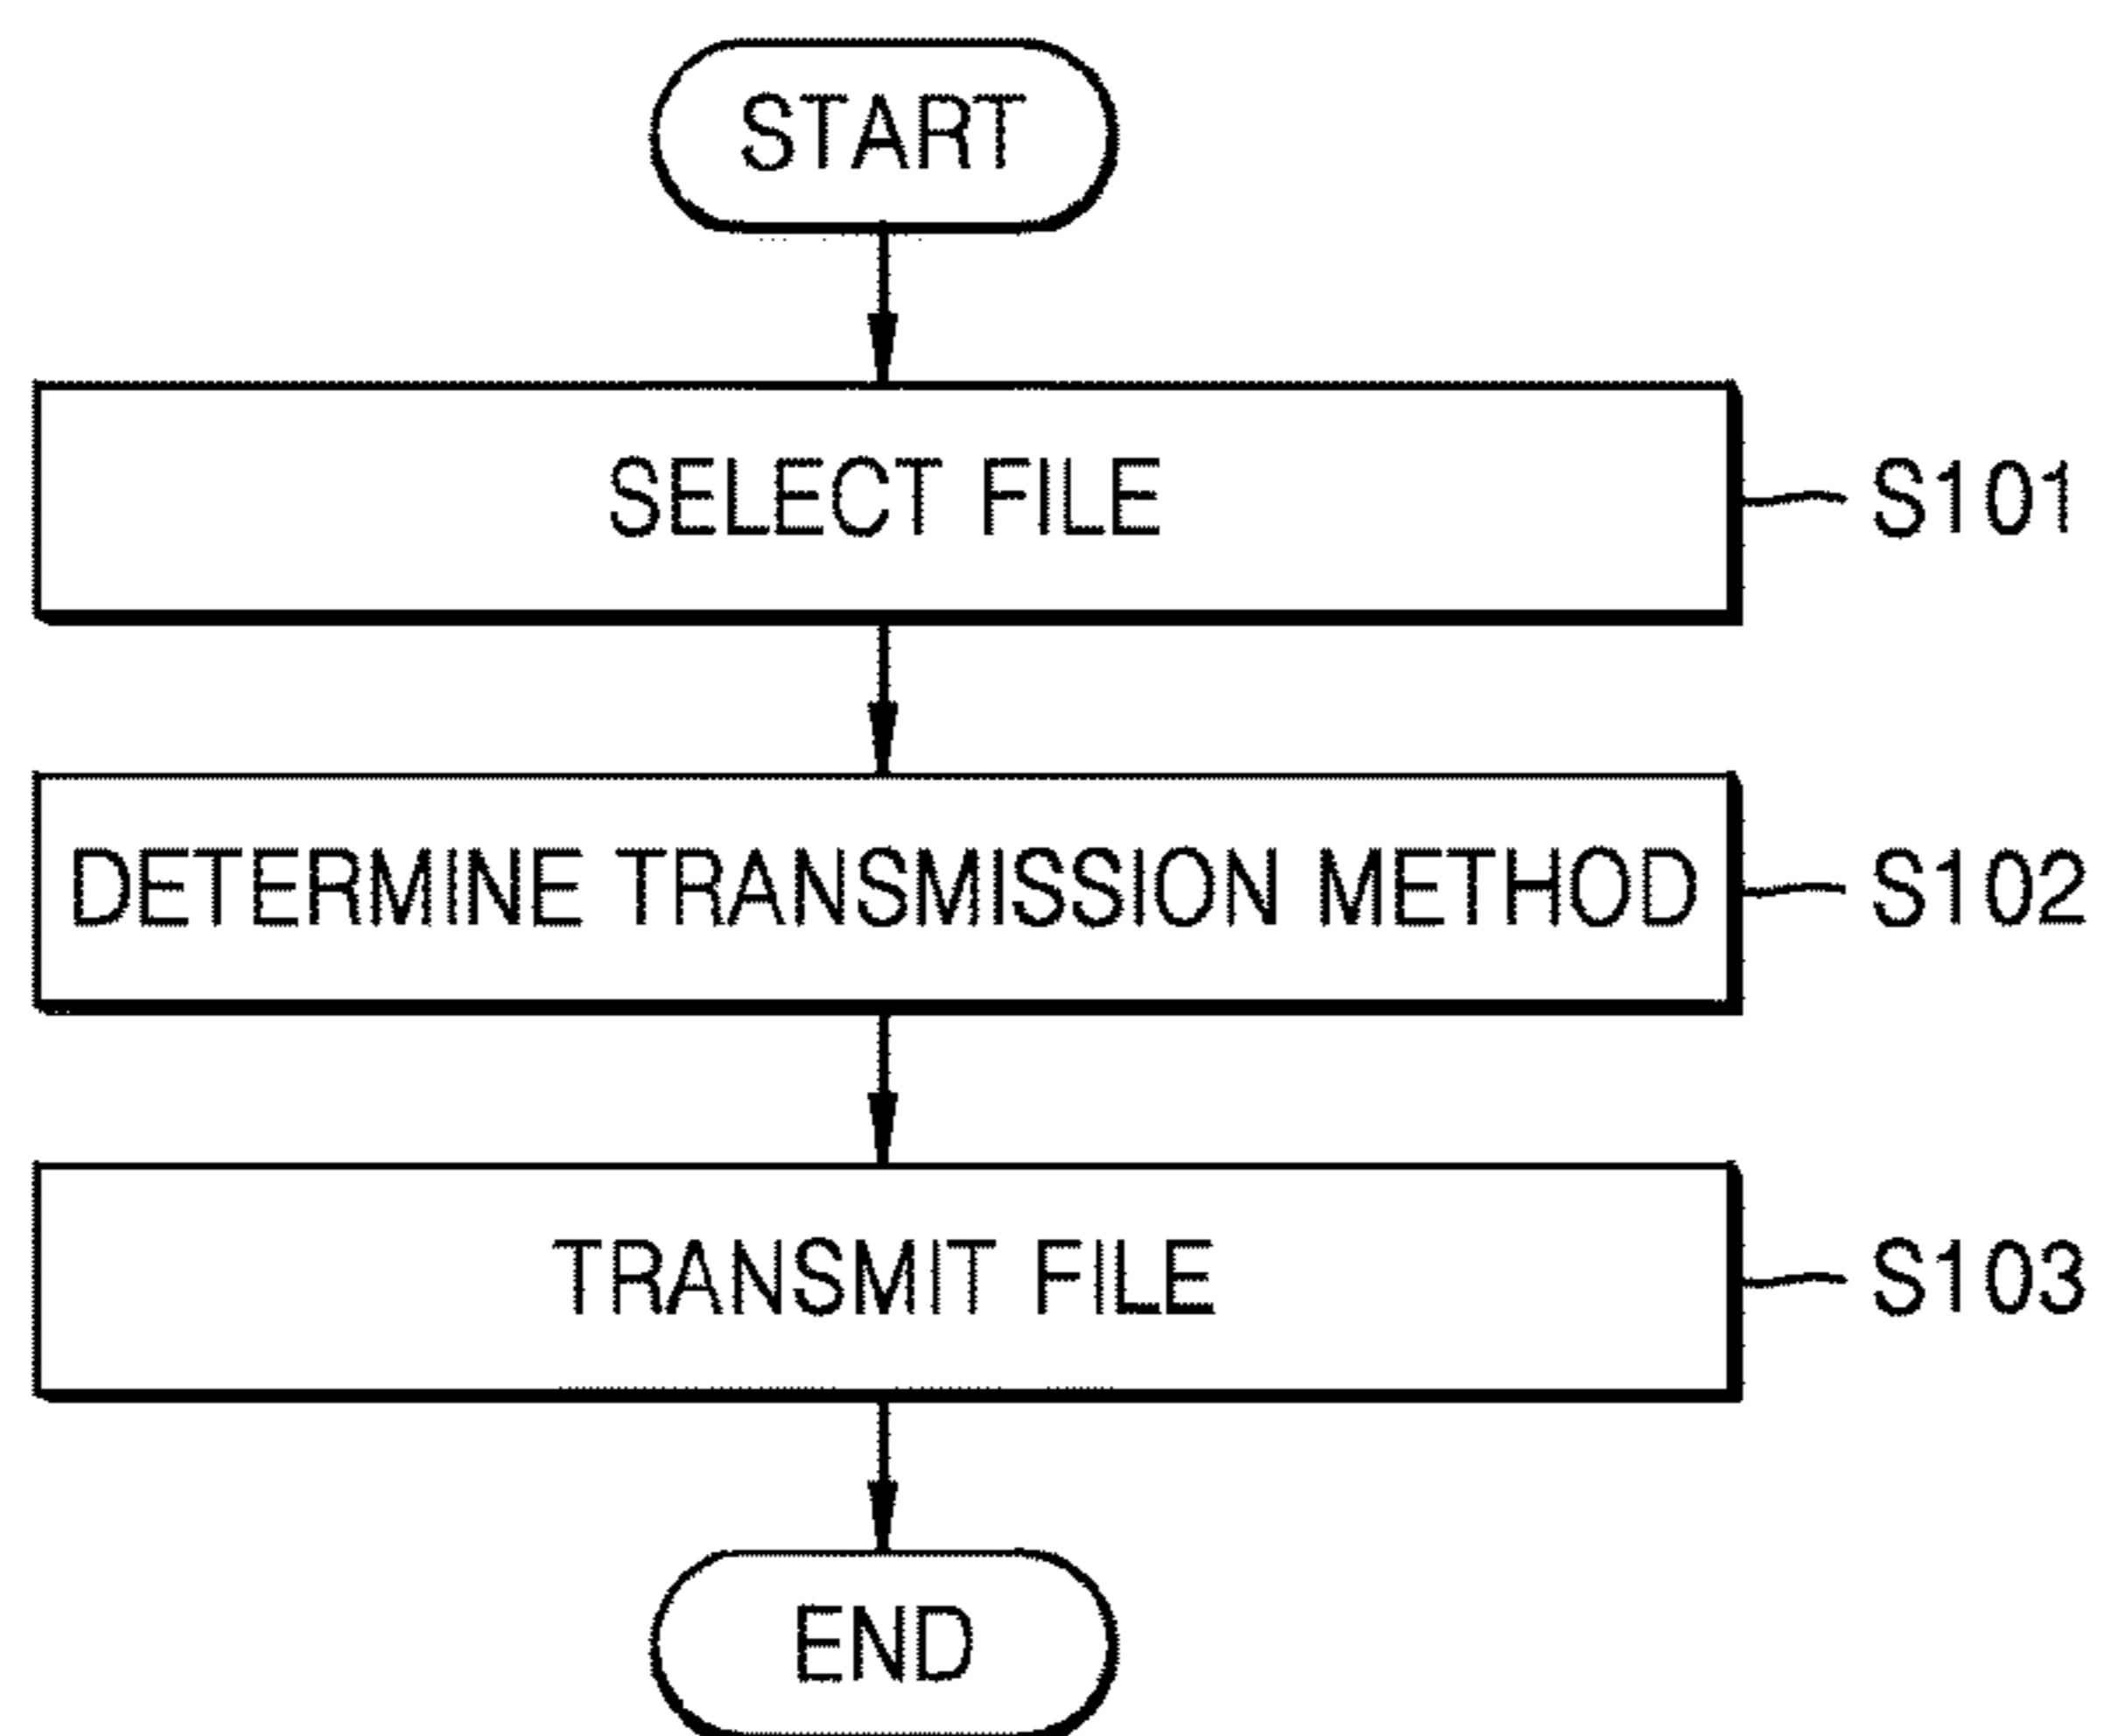 START
SELECT FILE S101
DETERMINE TRANSMISSION METHOD S102
TRANSMIT FILE S103
END